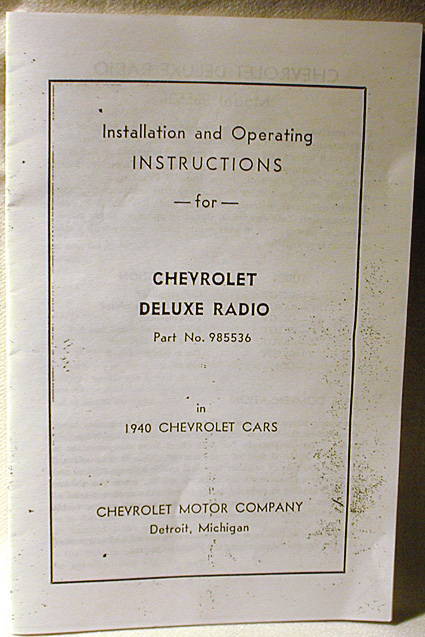 Installation and Operating
INSTRUCTIONS
— for —
CHEVROLET
DELUXE RADIO
Part No. 985536
in
1940 CHEVROLET CARS
CHEVROLET MOTOR COMPANY
Detroit, Michigan